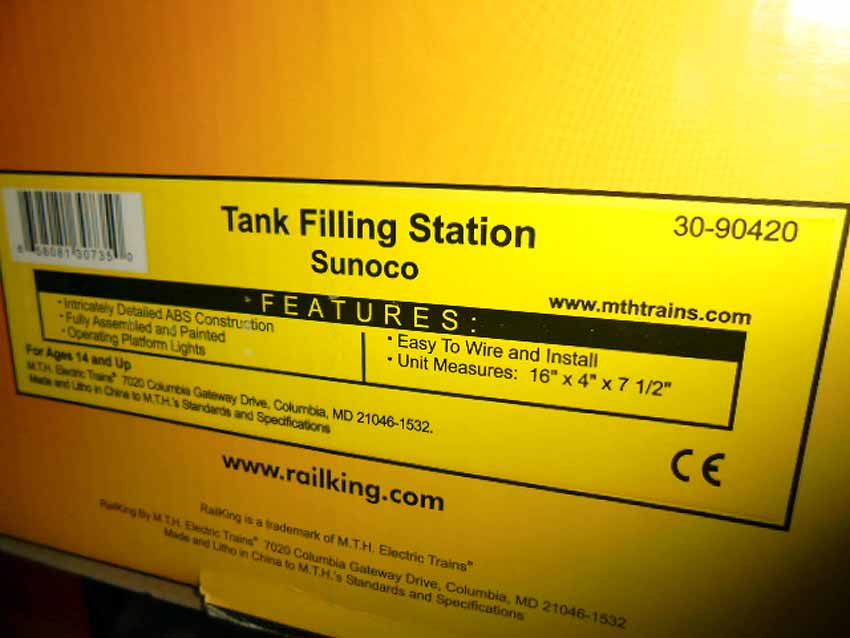 Tank Filling Station
30-90420
Sunoco
6 58081 30735 0
www.mthtrains.com
FEATURES:
• Intricately Detailed ABS Construction
• Fully Assembled and Painted
• Operating Platform Lights
• Easy To Wire and Install
• Unit Measures: 16" x 4" x 7 1/2"
For Ages 14 and Up
M.T.H. Electric Trains® 7020 Columbia Gateway Drive, Columbia, MD 21046-1532.
Made and Litho in China to M.T.H.'s Standards and Specifications
CE
www.railking.com
RailKing is a trademark of M.T.H. Electric Trains®
RailKing By M.T.H. Electric Trains® 7020 Columbia Gateway Drive, Columbia, MD 21046-1532
Made and Litho in China to M.T.H.'s Standards and Specifications